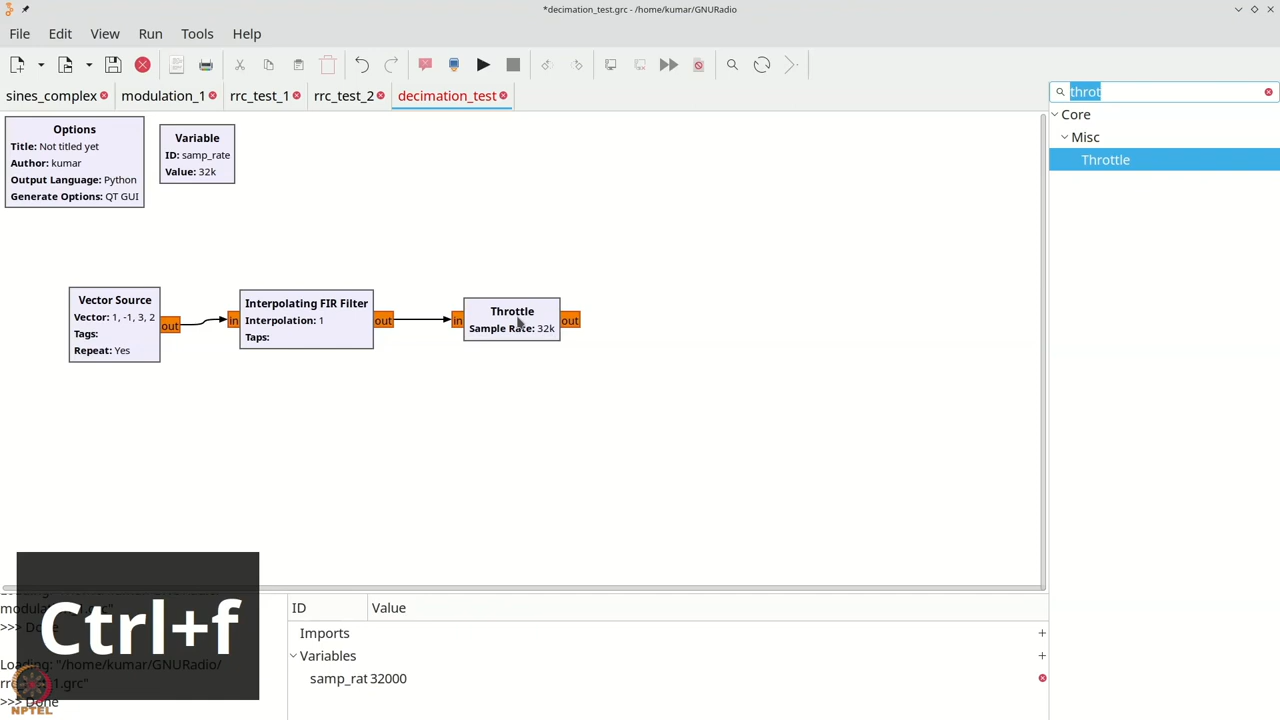 *decimation_test.grc - /home/kumar/GNURadio
File Edit View Run Tools Help
sines_complex modulation_1 rrc_test_1 rrc_test_2 decimation_test
throt
Core
Misc
Throttle
Options
Title: Not titled yet
Author: kumar
Output Language: Python
Generate Options: QT GUI
Variable
ID: samp_rate
Value: 32k
Vector Source
Vector: 1, -1, 3, 2
Tags:
Repeat: Yes
out
in
Interpolating FIR Filter
Interpolation: 1
Taps:
out
in
Throttle
Sample Rate: 32k
out
>>> Done
Loading: "/home/kumar/GNURadio/
>>> Done
Ctrl+f
NPTEL
ID Value
Imports
Variables
samp_rat 32000